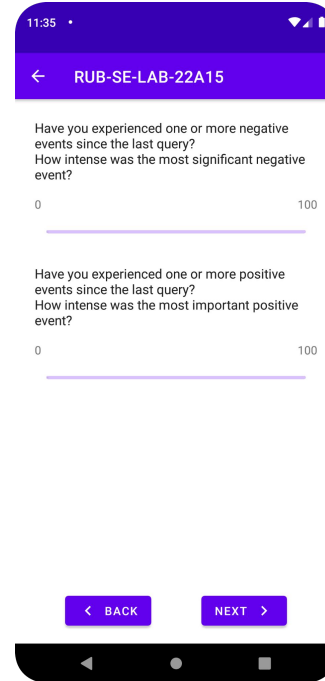 11:35
RUB-SE-LAB-22A15
Have you experienced one or more negative
events since the last query?
How intense was the most significant negative
event?
0 100
Have you experienced one or more positive
events since the last query?
How intense was the most important positive
event?
0 100
BACK NEXT